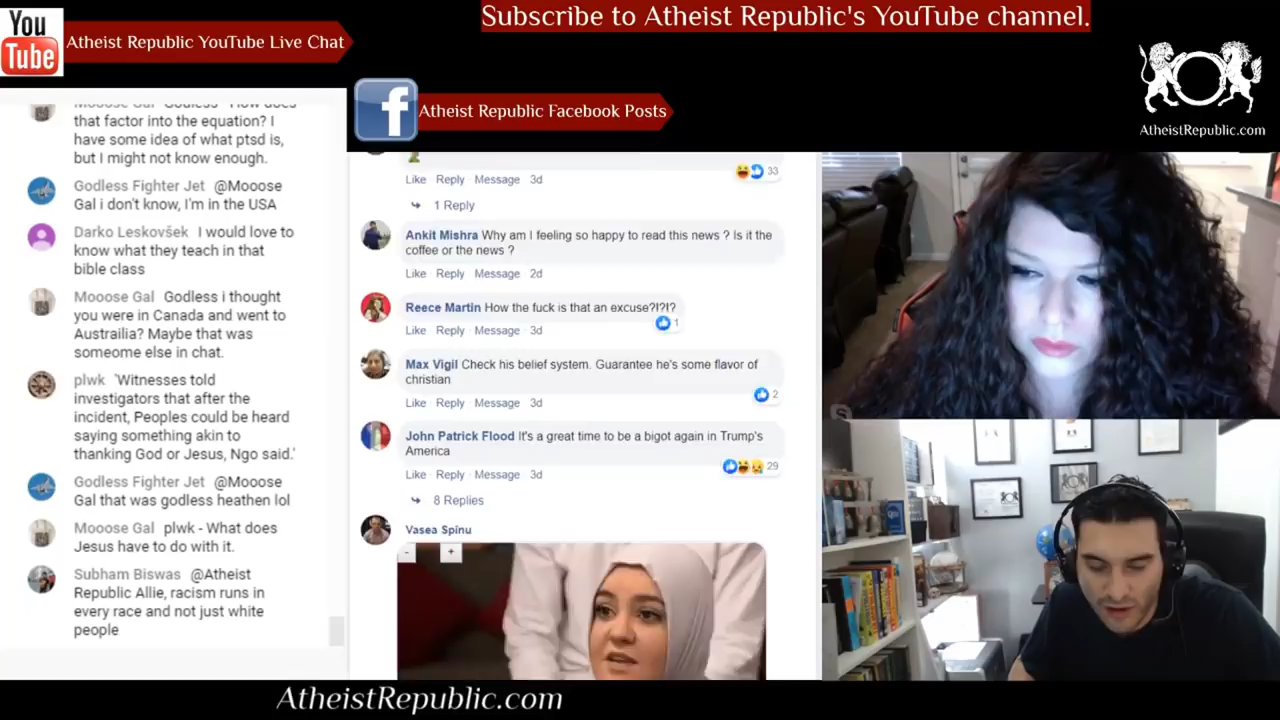 You
Tube
Atheist Republic YouTube Live Chat
Subscribe to Atheist Republic's YouTube channel.
AtheistRepublic.com
Atheist Republic Facebook Posts
Mooose Gal Godless - How does
that factor into the equation? I
have some idea of what ptsd is,
but I might not know enough.
Godless Fighter Jet @Mooose
Gal i don't know, I'm in the USA
Darko Leskovšek I would love to
know what they teach in that
bible class
Mooose Gal Godless i thought
you were in Canada and went to
Austrailia? Maybe that was
someome else in chat.
plwk 'Witnesses told
investigators that after the
incident, Peoples could be heard
saying something akin to
thanking God or Jesus, Ngo said.'
Godless Fighter Jet @Mooose
Gal that was godless heathen lol
Mooose Gal plwk - What does
Jesus have to do with it.
Subham Biswas @Atheist
Republic Allie, racism runs in
every race and not just white
people
33
Like Reply Message 3d
1 Reply
Ankit Mishra Why am I feeling so happy to read this news ? Is it the
coffee or the news ?
Like Reply Message 2d
Reece Martin How the fuck is that an excuse?!?!?
1
Like Reply Message 3d
Max Vigil Check his belief system. Guarantee he's some flavor of
christian
2
Like Reply Message 3d
John Patrick Flood It's a great time to be a bigot again in Trump's
America
29
Like Reply Message 3d
8 Replies
Vasea Spinu
- +
AtheistRepublic.com